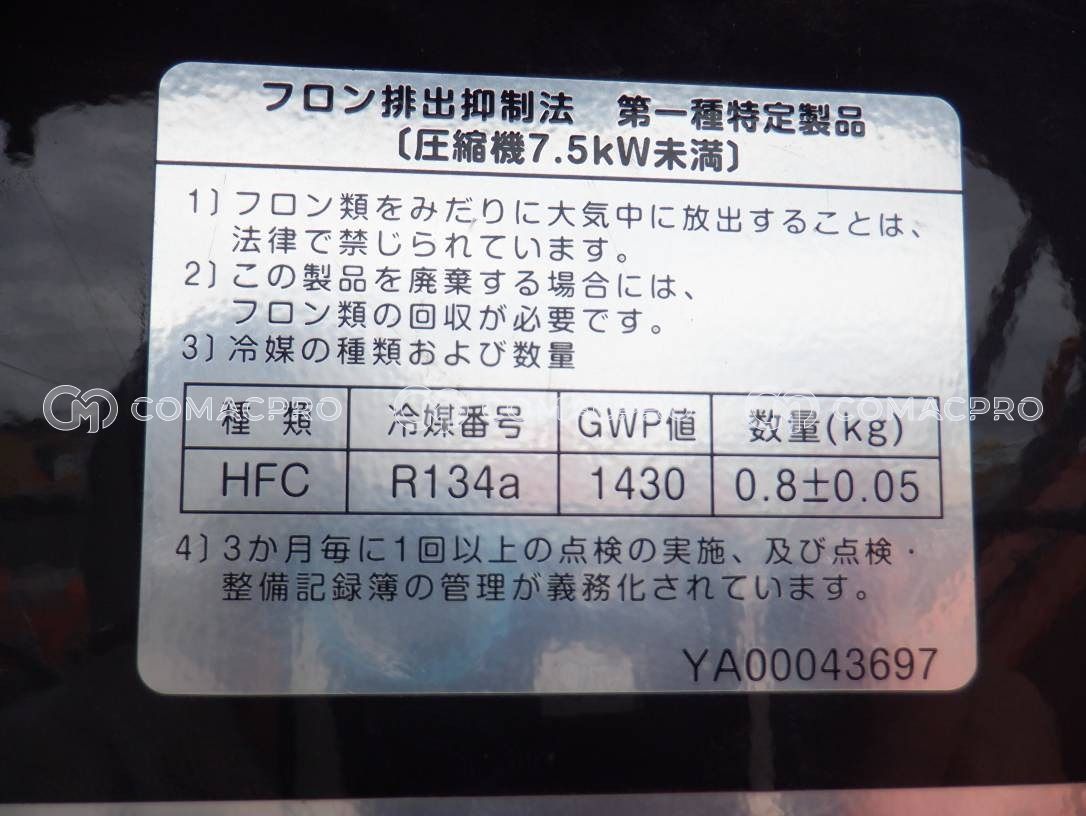 フロン排出抑制法　第一種特定製品
〔圧縮機7.5kW未満〕
1〕フロン類をみだりに大気中に放出することは、
法律で禁じられています。
2〕この製品を廃棄する場合には、
フロン類の回収が必要です。
3〕冷媒の種類および数量
種類 冷媒番号 GWP値 数量(kg)
COMACPRO COMACPRO COMACPRO
HFC R134a 1430 0.8±0.05
4〕3か月毎に1回以上の点検の実施、及び点検・
整備記録簿の管理が義務化されています。
YA00043697